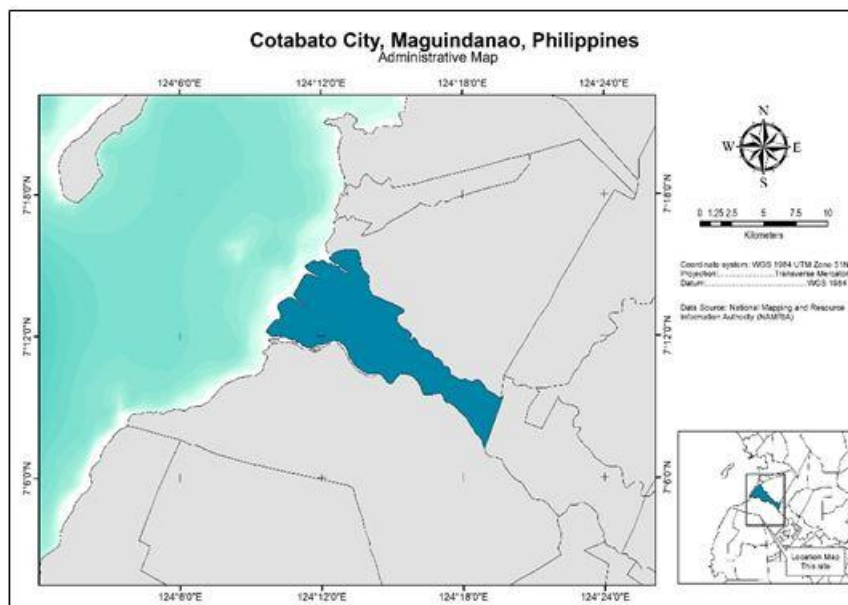 Cotabato City, Maguindanao, Philippines
Administrative Map
124°6'0"E 124°12'0"E 124°18'0"E 124°24'0"E
7°18'0"N 7°18'0"N
7°12'0"N 7°12'0"N
7°6'0"N 7°6'0"N
124°6'0"E 124°12'0"E 124°18'0"E 124°24'0"E
N
W E
S
0 1.25 2.5 5 7.5 10
Kilometers
Coordinate system: WGS 1984 UTM Zone 51N
Projection:......................Transverse Mercator
Datum:.......................................WGS 1984
Data Source: National Mapping and Resource
Information Authority (NAMRIA)
Location Map
This site